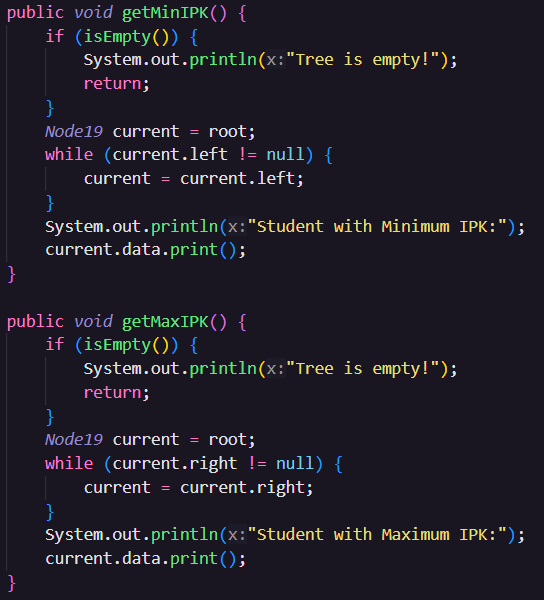 public void getMinIPK() {
    if (isEmpty()) {
        System.out.println(x:"Tree is empty!");
        return;
    }
    Node19 current = root;
    while (current.left != null) {
        current = current.left;
    }
    System.out.println(x:"Student with Minimum IPK:");
    current.data.print();
}

public void getMaxIPK() {
    if (isEmpty()) {
        System.out.println(x:"Tree is empty!");
        return;
    }
    Node19 current = root;
    while (current.right != null) {
        current = current.right;
    }
    System.out.println(x:"Student with Maximum IPK:");
    current.data.print();
}